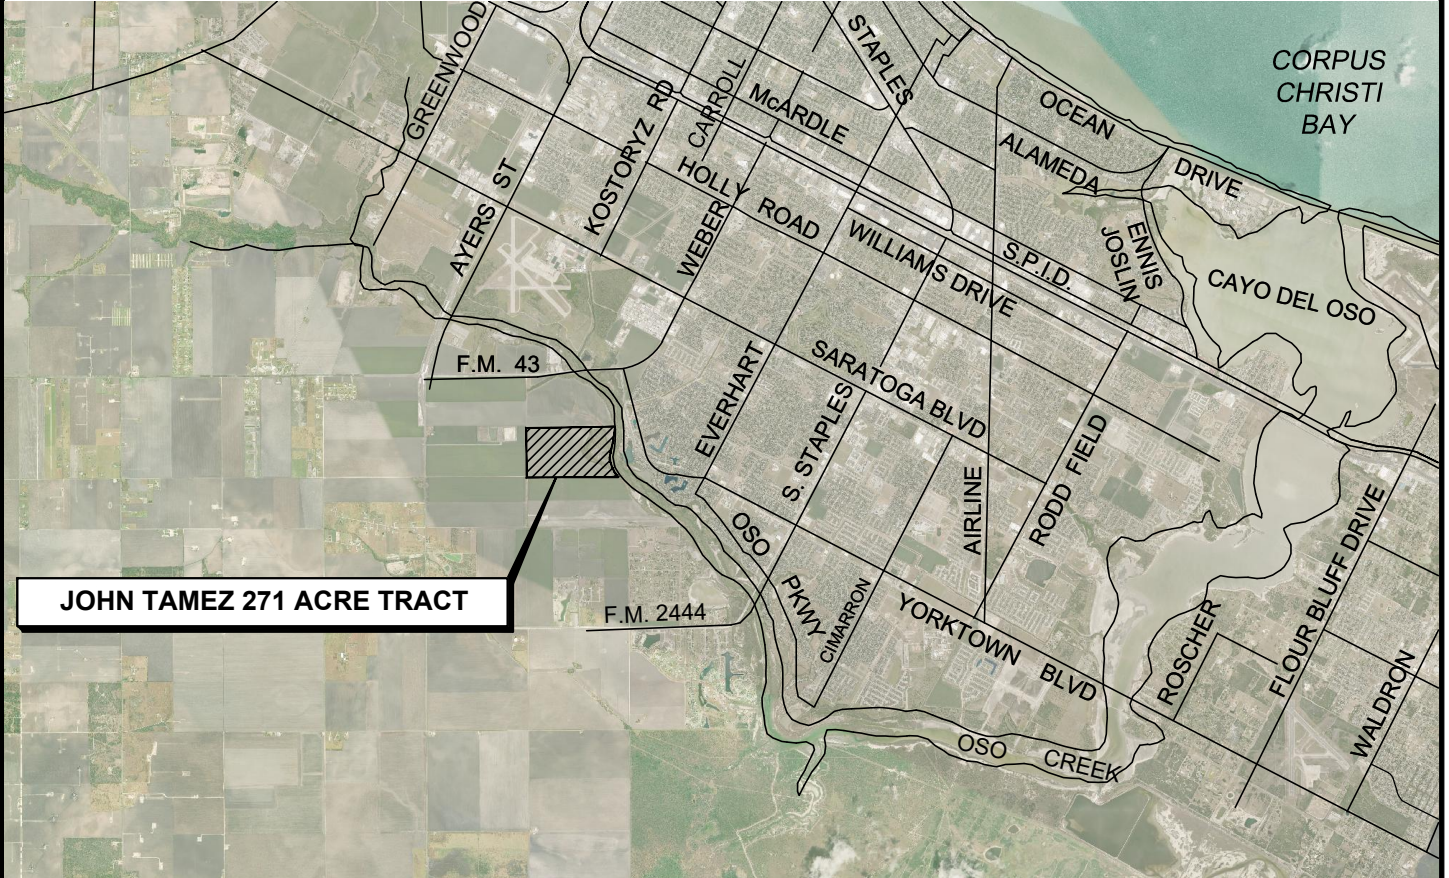 CORPUS
CHRISTI
BAY
GREENWOOD
STAPLES
CARROLL
KOSTORYZ RD
McARDLE
OCEAN
DRIVE
ALAMEDA
AYERS ST
HOLLY ROAD
WEBER
WILLIAMS DRIVE
S.P.I.D.
ENNIS
JOSLIN
CAYO DEL OSO
F.M. 43
EVERHART
SARATOGA BLVD
S. STAPLES
AIRLINE
RODD FIELD
OSO
PKWY
CIMARRON
YORKTOWN BLVD
JOHN TAMEZ 271 ACRE TRACT
F.M. 2444
ROSCHER
FLOUR BLUFF DRIVE
WALDRON
OSO CREEK